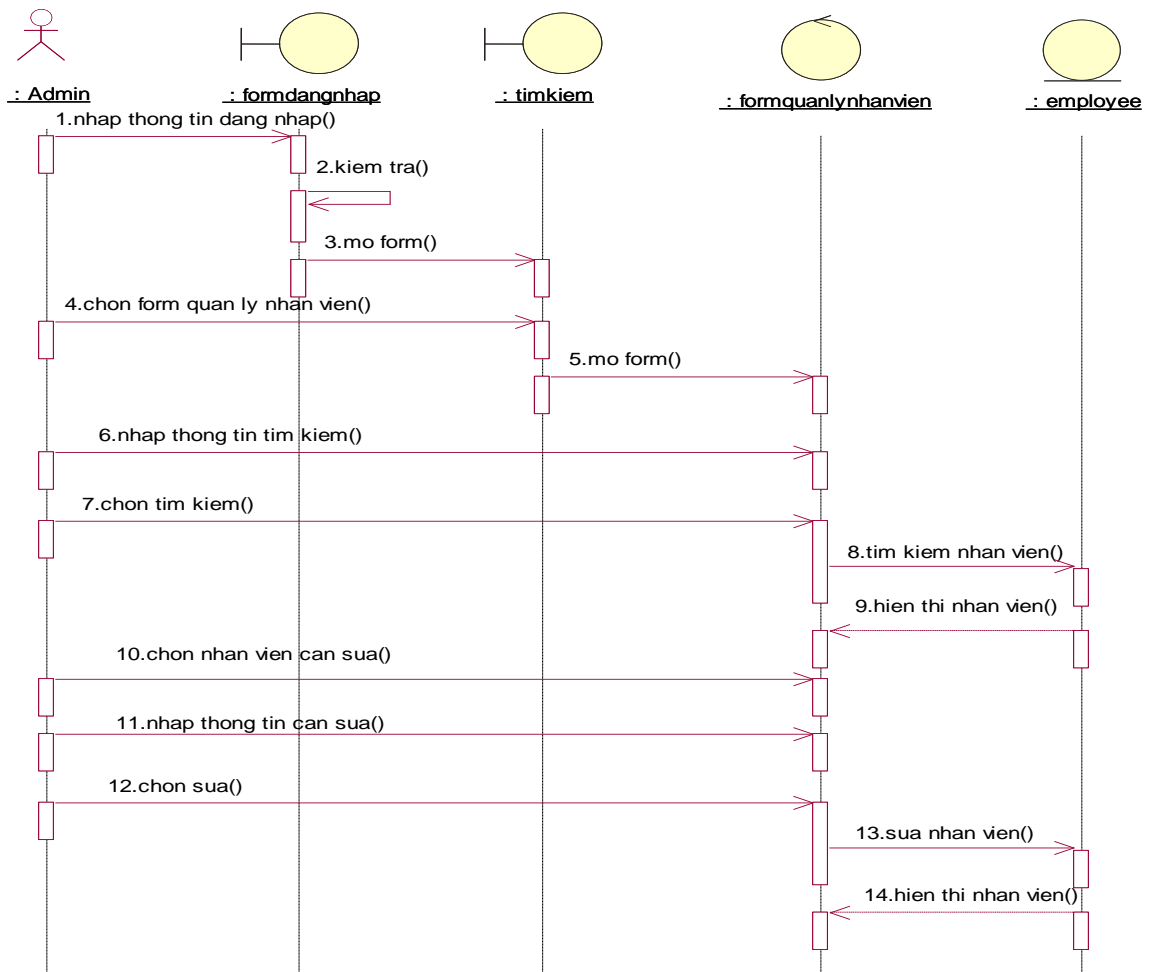 : Admin
: formdangnhap
: timkiem
: formquanlynhanvien
: employee
1.nhap thong tin dang nhap()
2.kiem tra()
3.mo form()
4.chon form quan ly nhan vien()
5.mo form()
6.nhap thong tin tim kiem()
7.chon tim kiem()
8.tim kiem nhan vien()
9.hien thi nhan vien()
10.chon nhan vien can sua()
11.nhap thong tin can sua()
12.chon sua()
13.sua nhan vien()
14.hien thi nhan vien()